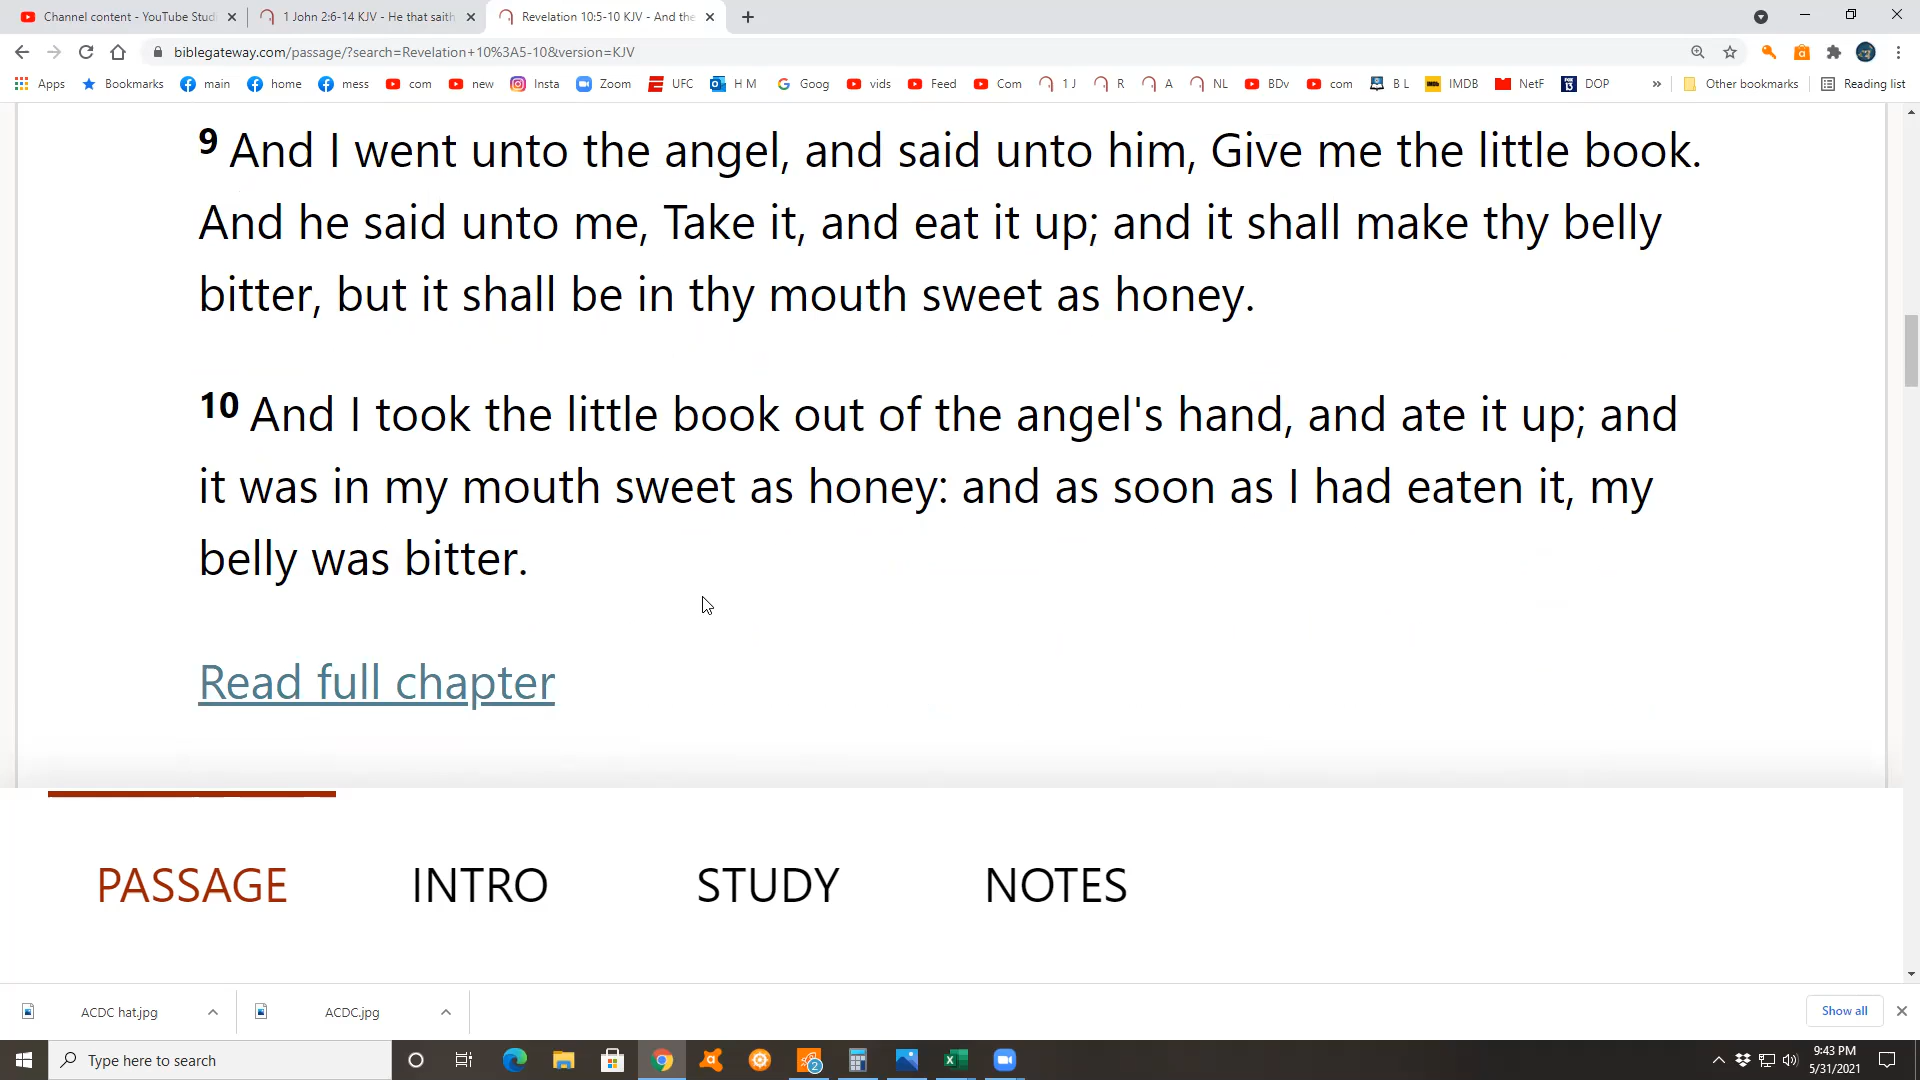 Channel content - YouTube Studi
1 John 2:6-14 KJV - He that saith
Revelation 10:5-10 KJV - And the
biblegateway.com/passage/?search=Revelation+10%3A5-10&version=KJV
Apps Bookmarks main home mess com new Insta Zoom UFC H M Goog vids Feed Com 1 J R A NL BDv com B L IMDB NetF DOP » Other bookmarks Reading list
9 And I went unto the angel, and said unto him, Give me the little book.
And he said unto me, Take it, and eat it up; and it shall make thy belly
bitter, but it shall be in thy mouth sweet as honey.
10 And I took the little book out of the angel's hand, and ate it up; and
it was in my mouth sweet as honey: and as soon as I had eaten it, my
belly was bitter.
Read full chapter
PASSAGE INTRO STUDY NOTES
ACDC hat.jpg ACDC.jpg Show all
Type here to search
9:43 PM
5/31/2021